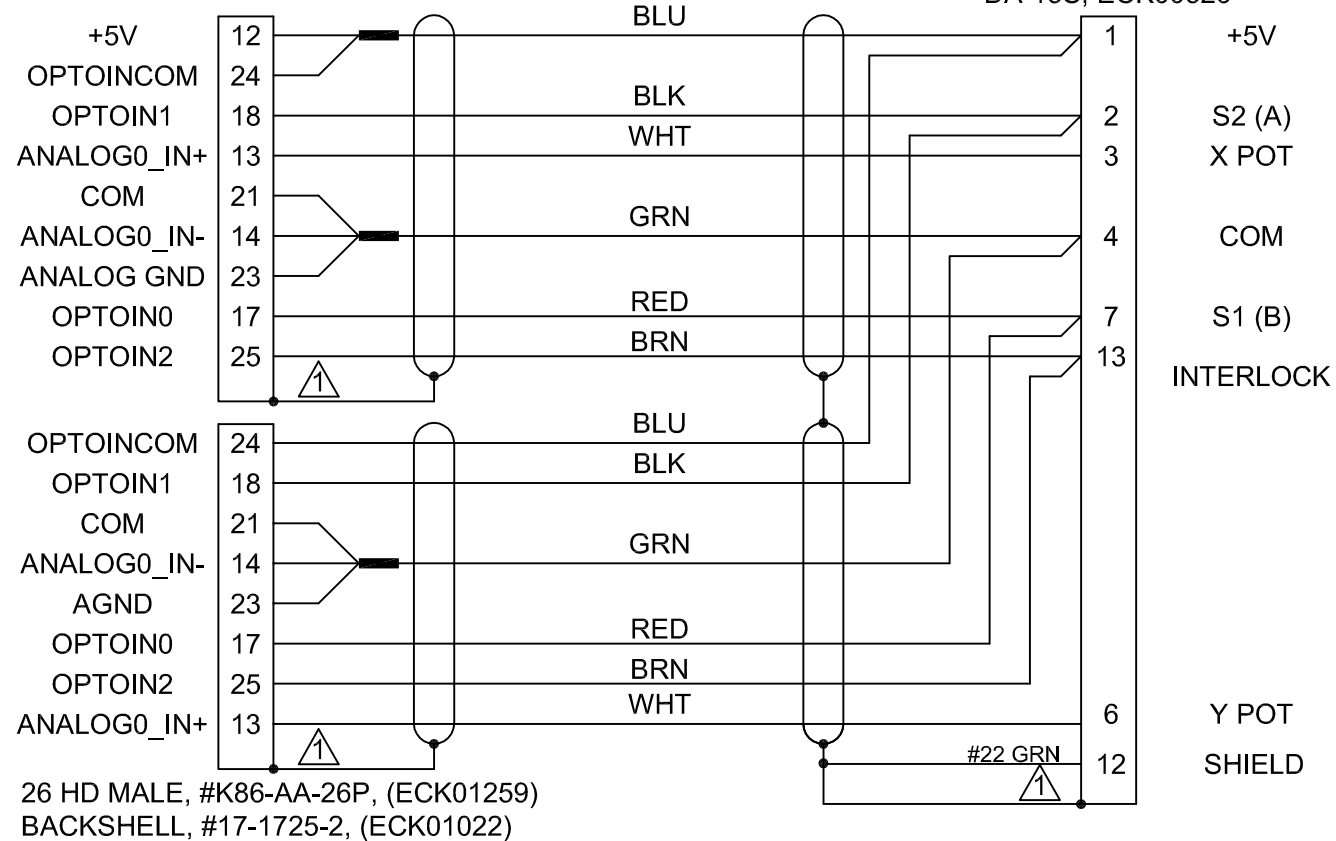 BLU
+5V 12 1 +5V
OPTOINCOM 24
BLK
OPTOIN1 18 2 S2 (A)
WHT
ANALOG0_IN+ 13 3 X POT
COM 21
GRN
ANALOG0_IN- 14 4 COM
ANALOG GND 23
RED
OPTOIN0 17 7 S1 (B)
BRN
OPTOIN2 25 13
1 INTERLOCK
BLU
OPTOINCOM 24
BLK
OPTOIN1 18
COM 21
GRN
ANALOG0_IN- 14
AGND 23
RED
OPTOIN0 17
BRN
OPTOIN2 25
WHT
ANALOG0_IN+ 13 6 Y POT
1 #22 GRN 12 SHIELD
1
26 HD MALE, #K86-AA-26P, (ECK01259)
BACKSHELL, #17-1725-2, (ECK01022)